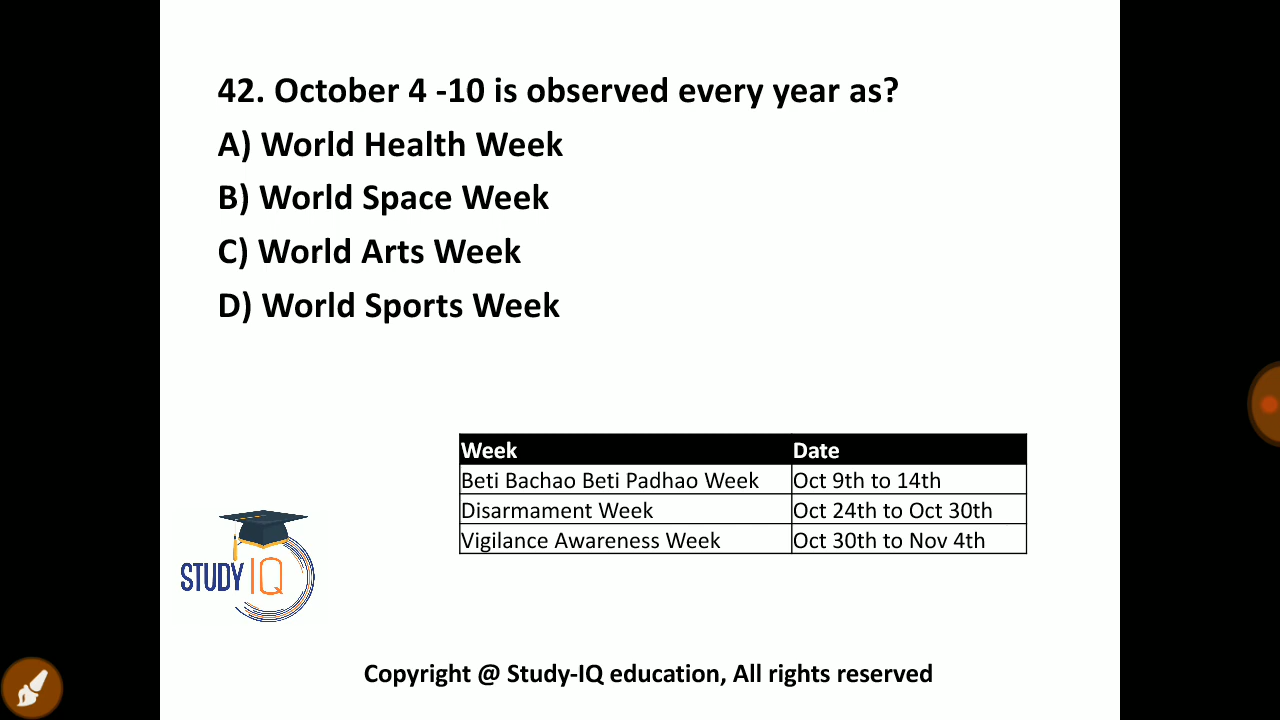 42. October 4 -10 is observed every year as?
A) World Health Week
B) World Space Week
C) World Arts Week
D) World Sports Week
Week Date
Beti Bachao Beti Padhao Week Oct 9th to 14th
Disarmament Week Oct 24th to Oct 30th
Vigilance Awareness Week Oct 30th to Nov 4th
STUDY IQ
Copyright @ Study-IQ education, All rights reserved